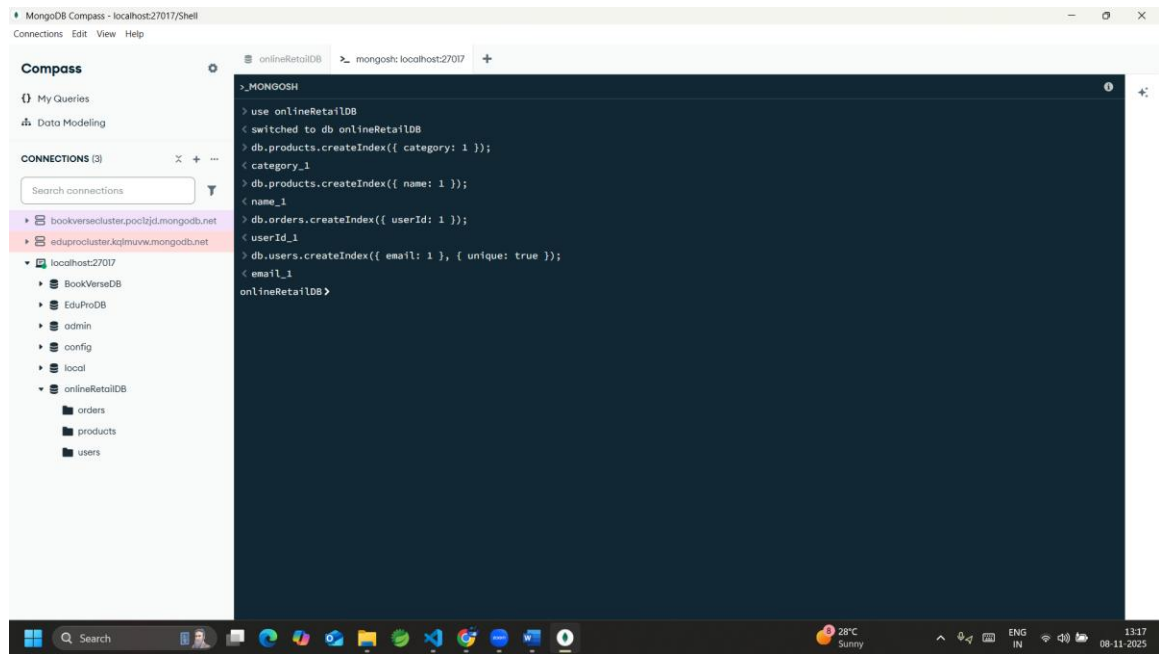 MongoDB Compass - localhost:27017/Shell
Connections Edit View Help
Compass
{} My Queries
Data Modeling
CONNECTIONS (3)
Search connections
bookversecluster.poclzjd.mongodb.net
eduprocluster.kqlmuvw.mongodb.net
localhost:27017
BookVerseDB
EduProDB
admin
config
local
onlineRetailDB
orders
products
users
onlineRetailDB
>_ mongosh: localhost:27017 +
>_MONGOSH
> use onlineRetailDB
< switched to db onlineRetailDB
> db.products.createIndex({ category: 1 });
< category_1
> db.products.createIndex({ name: 1 });
< name_1
> db.orders.createIndex({ userId: 1 });
< userId_1
> db.users.createIndex({ email: 1 }, { unique: true });
< email_1
onlineRetailDB>
Search
8
28°C
Sunny
ENG
IN
13:17
08-11-2025